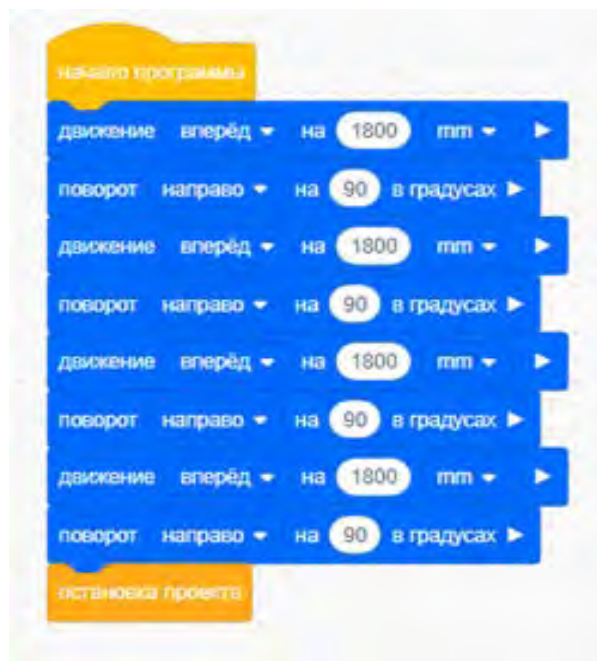 начало программы
движение вперёд на 1800 mm
поворот направо на 90 в градусах
движение вперёд на 1800 mm
поворот направо на 90 в градусах
движение вперёд на 1800 mm
поворот направо на 90 в градусах
движение вперёд на 1800 mm
поворот направо на 90 в градусах
остановка проекта